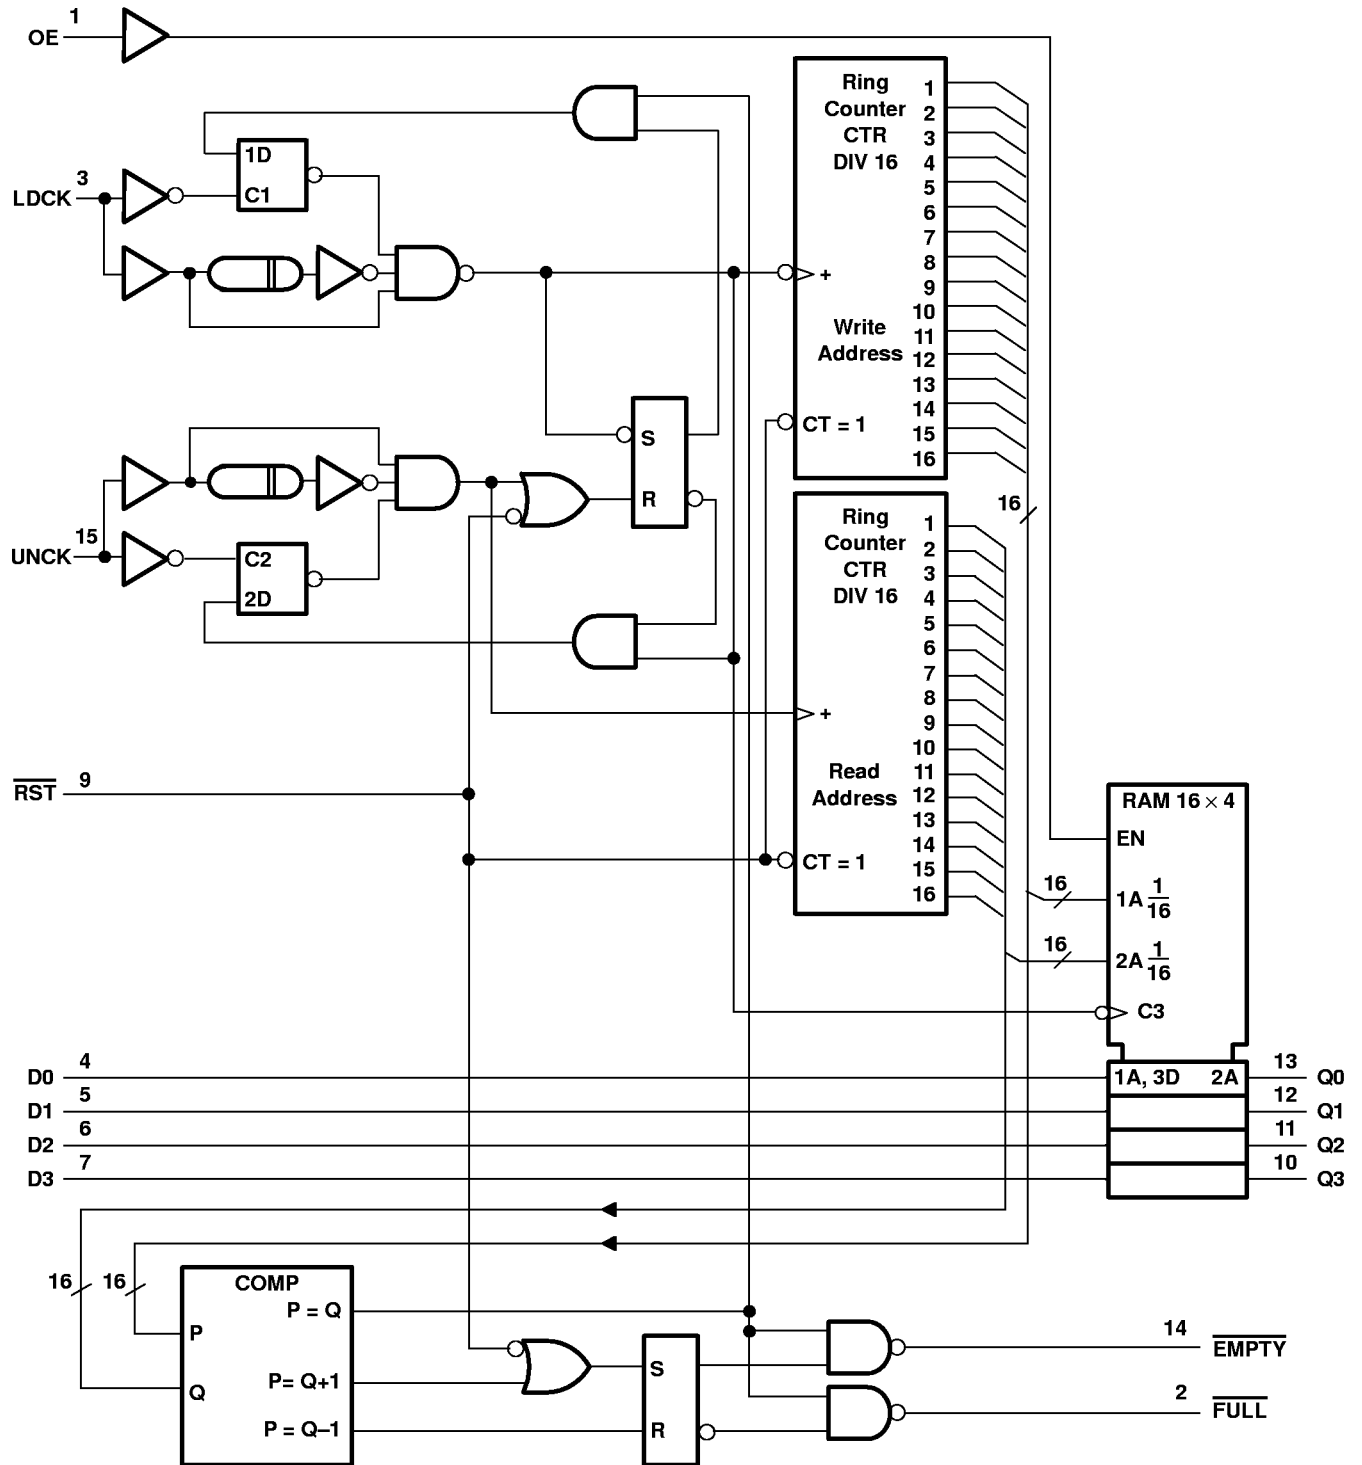 1
OE
Ring
Counter
CTR
DIV 16
1
2
3
4
5
6
7
8
9
10
11
12
13
14
15
16
1D
C1
3
LDCK
+
Write
Address
CT = 1
S
R
15
UNCK
C2
2D
16
Ring
Counter
CTR
DIV 16
1
2
3
4
5
6
7
8
9
10
11
12
13
14
15
16
+
Read
Address
CT = 1
RST
9
RAM 16 × 4
EN
16
1A 1/16
16
2A 1/16
C3
D0
4
1A, 3D 2A
13
Q0
D1
5
12
Q1
D2
6
11
Q2
D3
7
10
Q3
16
16
COMP
P = Q
P
P= Q+1
Q
P = Q–1
S
R
14
EMPTY
2
FULL